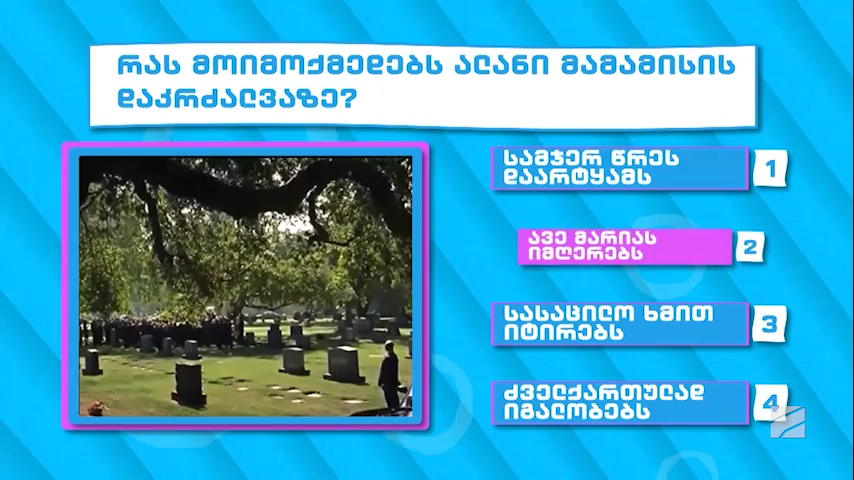 რას მოიმოქმედებს ალანი მამამისის
დაკრძალვაზე?
სამჯერ წრეს
დაარტყამს
1
ავე მარიას
იმღერებს
2
სასაცილო ხმით
იტირებს
3
ძველქართულად
იგალობებს
4